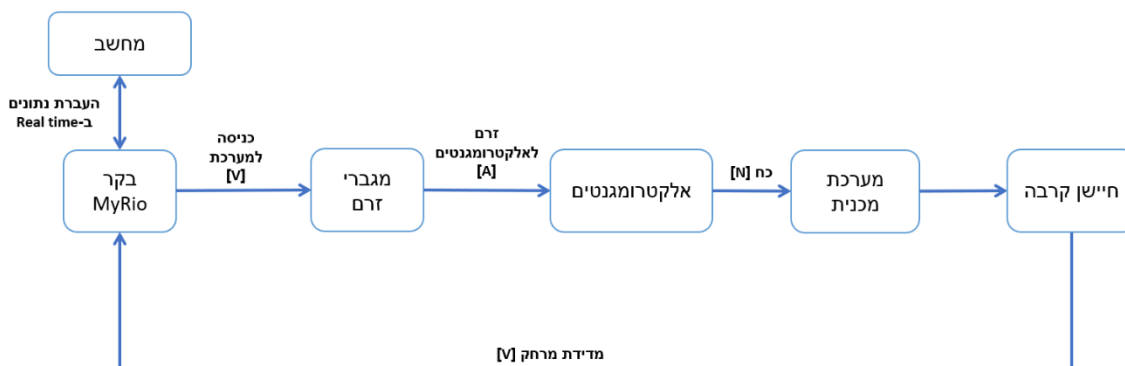 מחשב
העברת נתונים
ב-Real time
בקר
MyRio
כניסה
למערכת
[V]
מגברי
זרם
זרם
לאלקטרומגנטים
[A]
אלקטרומגנטים
כח [N]
מערכת
מכנית
חיישן קרבה
מדידת מרחק [V]